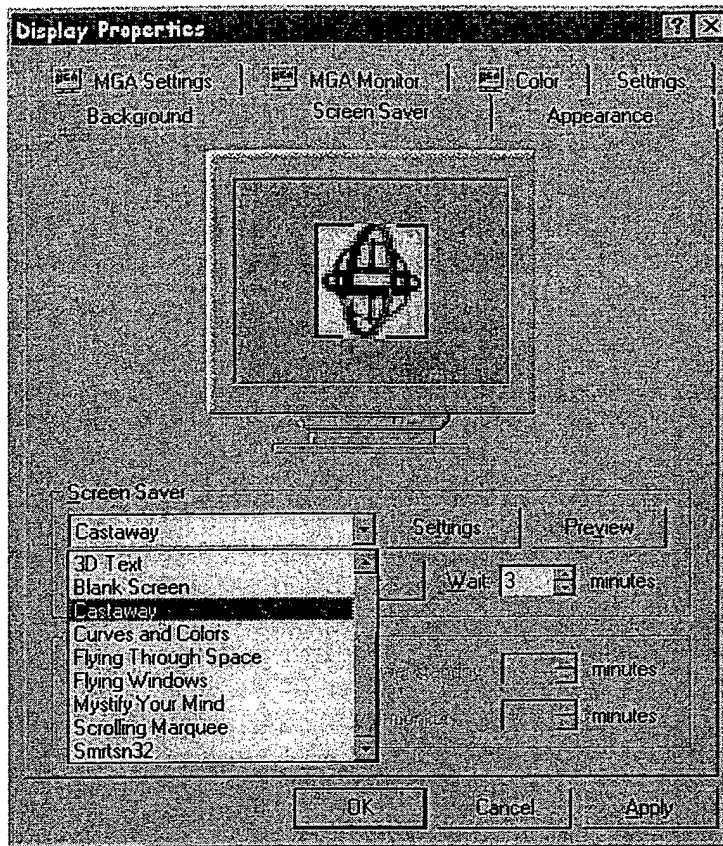 Display Properties
MGA Settings MGA Monitor Color Settings
Background Screen Saver Appearance
Screen Saver
Castaway Settings Preview
3D Text
Blank Screen Wait: 3 minutes
Castaway
Curves and Colors
Flying Through Space minutes
Flying Windows
Mystify Your Mind minutes
Scrolling Marquee
Smrtsn32
OK Cancel Apply